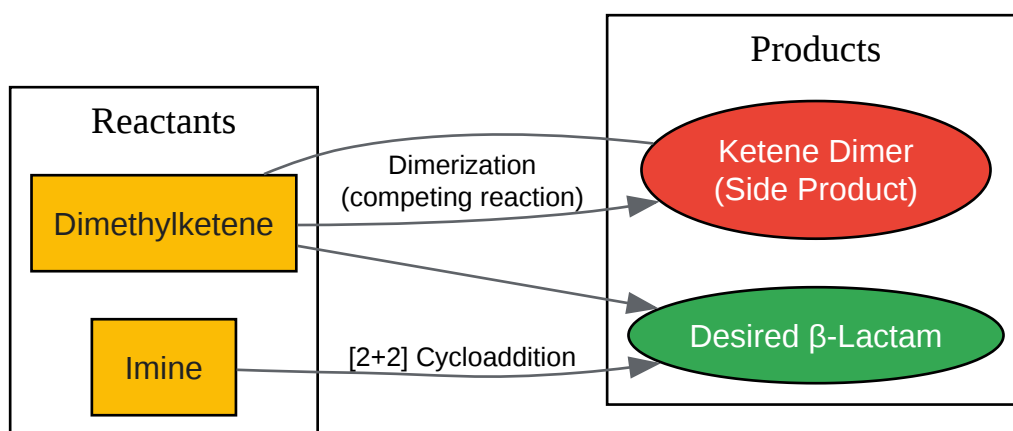 Reactants
Dimethylketene
Imine
Dimerization
(competing reaction)
[2+2] Cycloaddition
Products
Ketene Dimer
(Side Product)
Desired β-Lactam